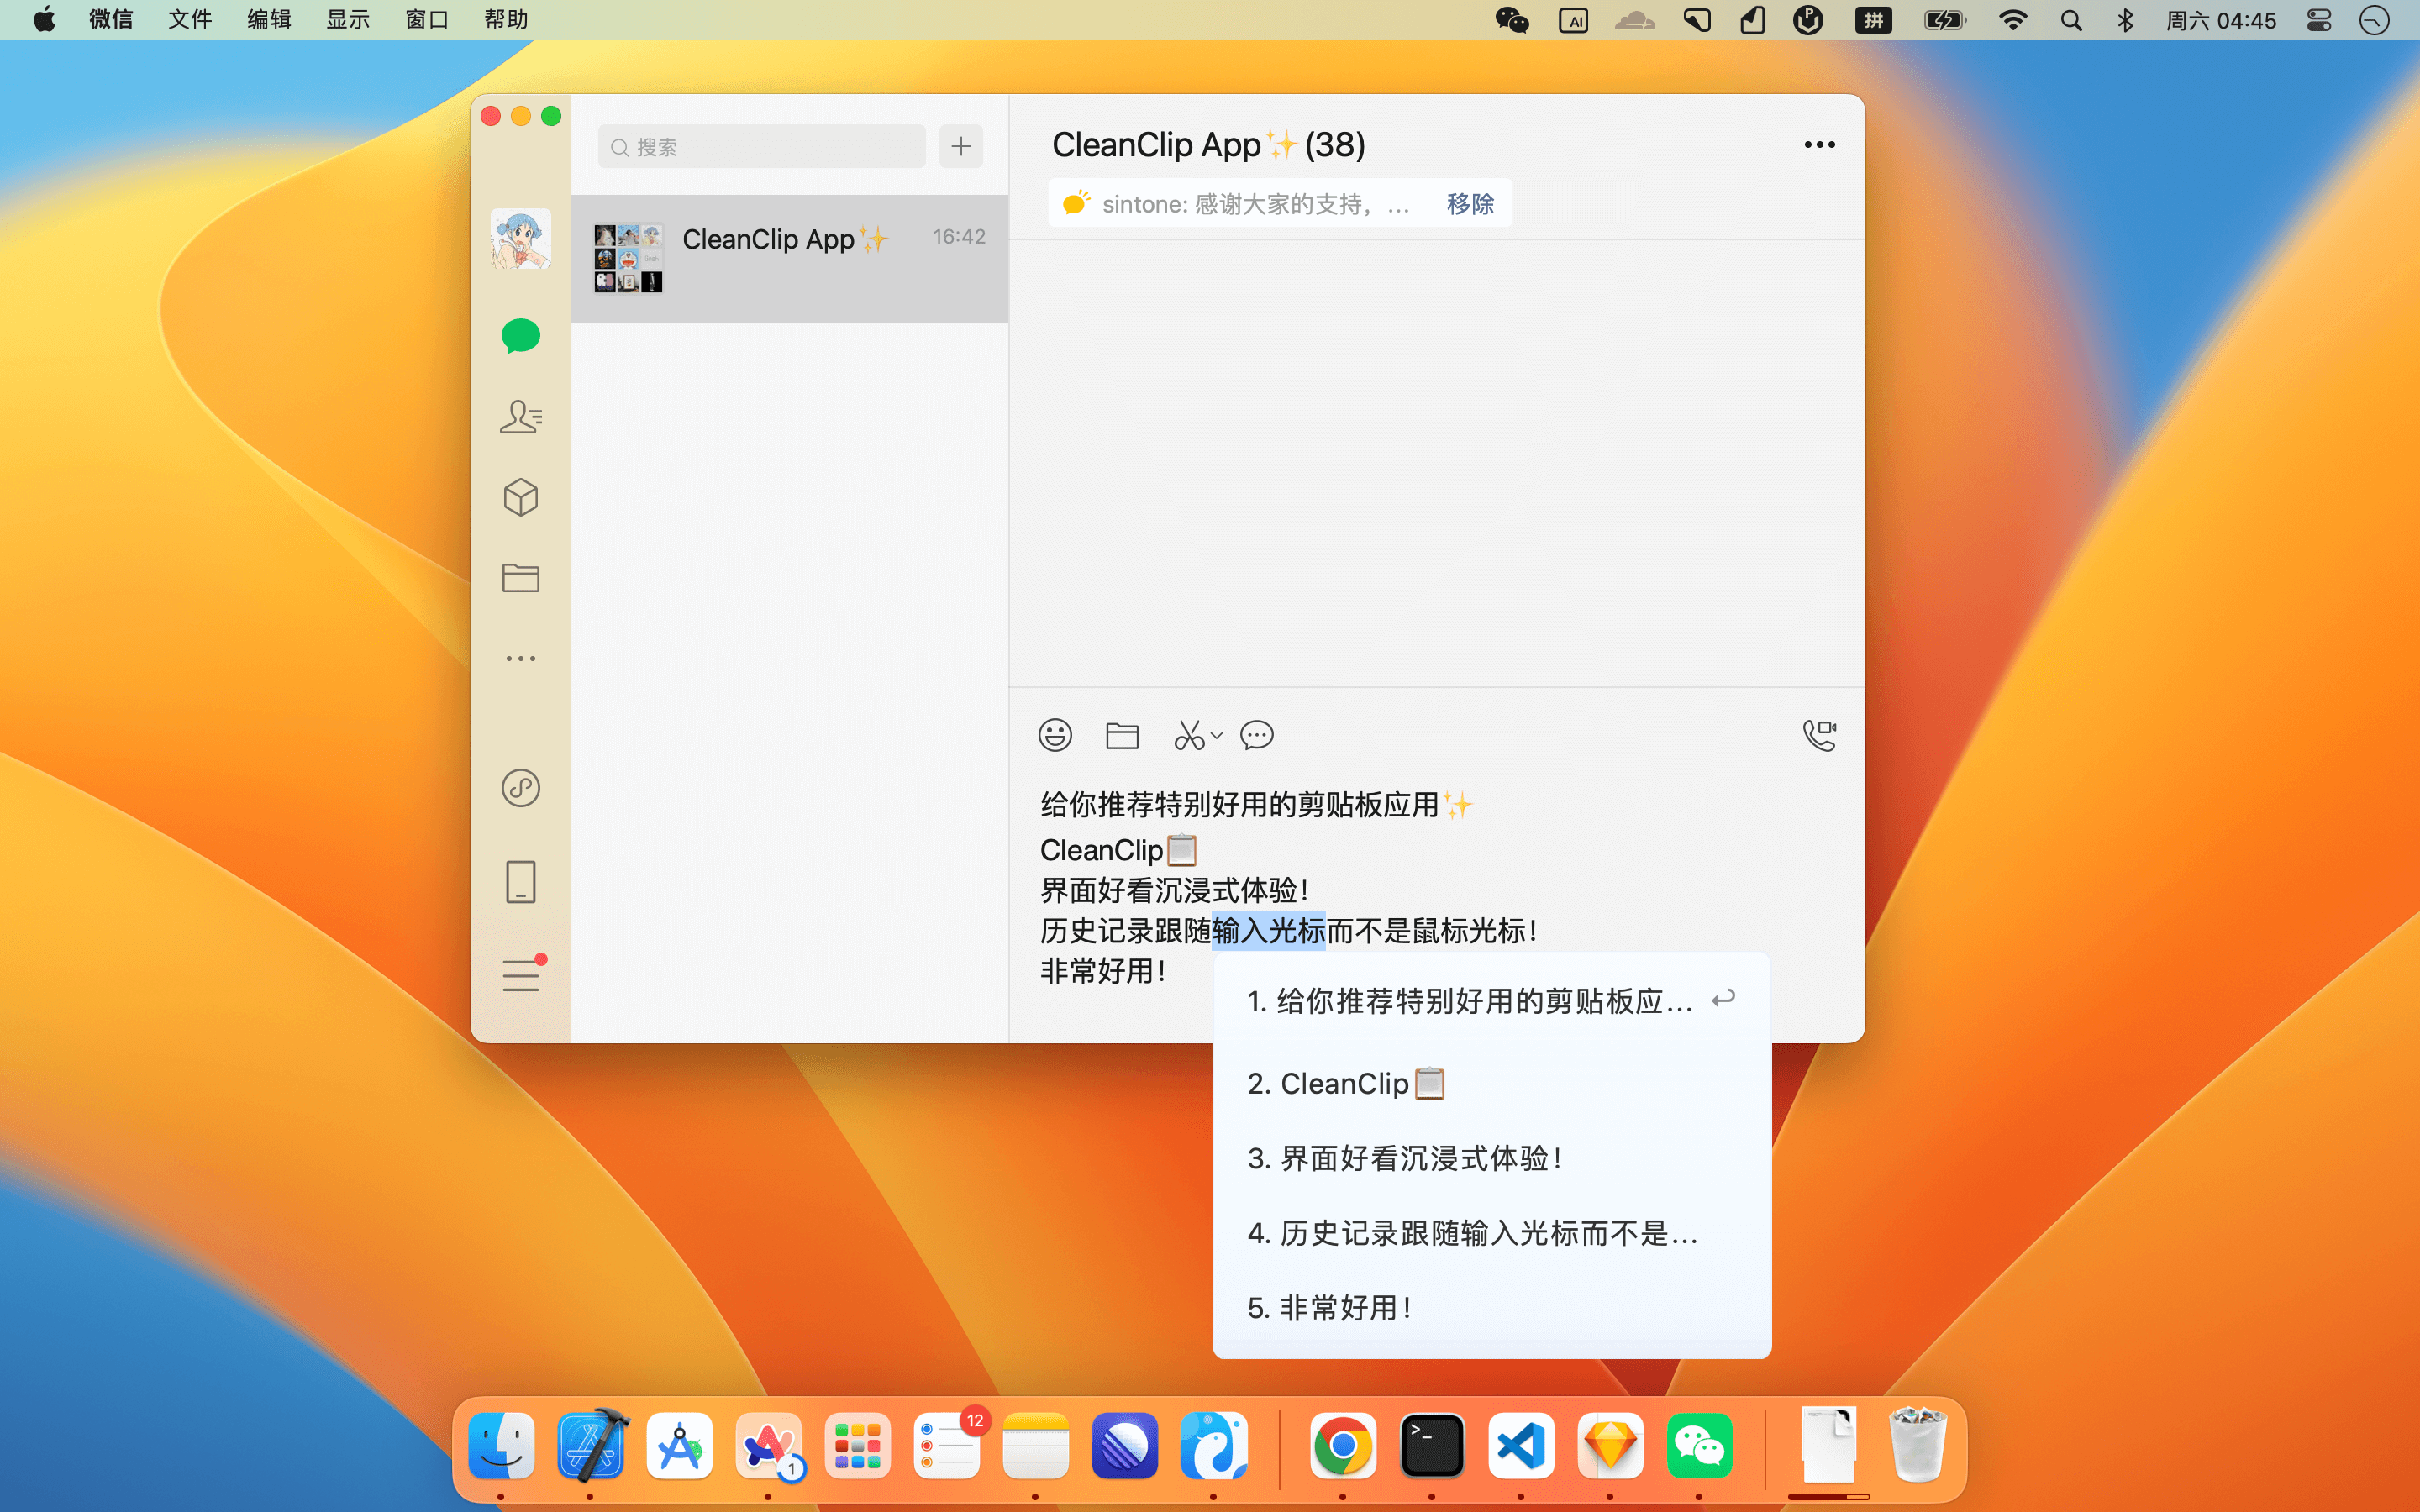 微信 文件 编辑 显示 窗口 帮助 AI 拼 周六 04:45
搜索
CleanClip App✨ 16:42
CleanClip App✨(38)
sintone: 感谢大家的支持，... 移除
给你推荐特别好用的剪贴板应用✨
CleanClip📋
界面好看沉浸式体验！
历史记录跟随输入光标而不是鼠标光标！
非常好用！
1. 给你推荐特别好用的剪贴板应...
2. CleanClip📋
3. 界面好看沉浸式体验！
4. 历史记录跟随输入光标而不是...
5. 非常好用！
1
12
>_